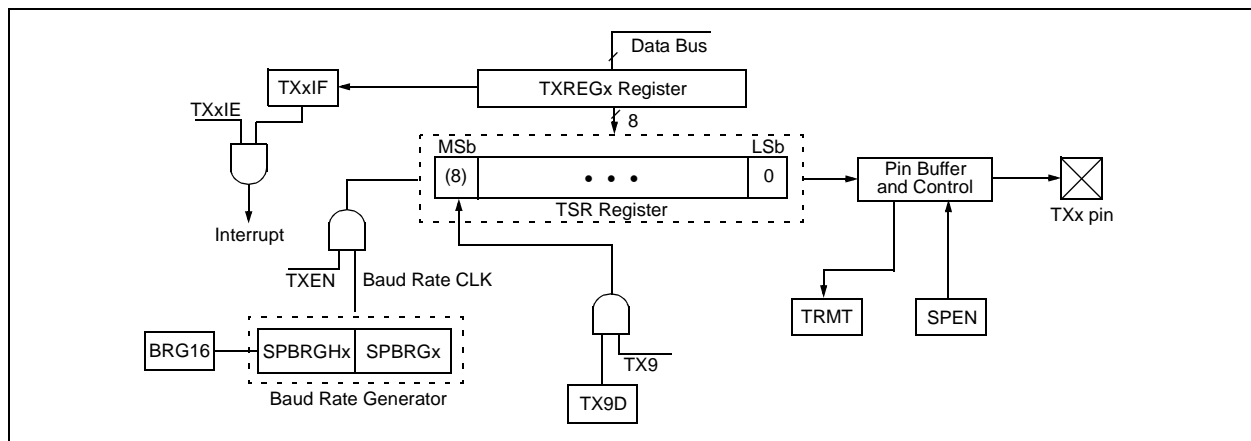 Data Bus
TXxIF
TXREGx Register
TXxIE
8
MSb
LSb
(8)
• • •
0
Pin Buffer
and Control
TSR Register
TXx pin
Interrupt
TXEN
Baud Rate CLK
TRMT
SPEN
BRG16
SPBRGHx
SPBRGx
TX9
Baud Rate Generator
TX9D